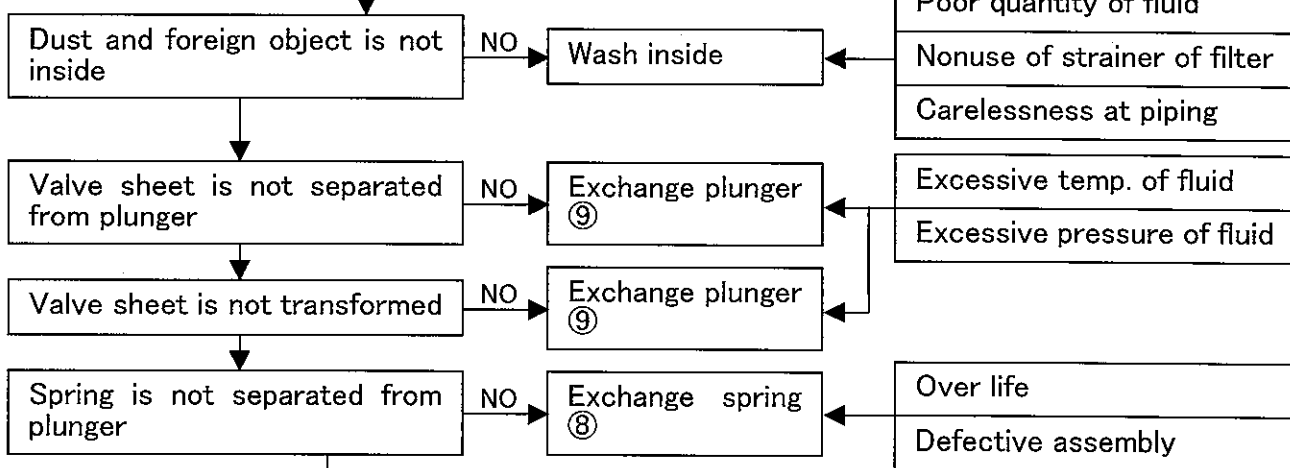 Poor quantity of fluid
Dust and foreign object is not
inside
NO
Wash inside
Nonuse of strainer of filter
Carelessness at piping
Valve sheet is not separated
from plunger
NO
Exchange plunger
⑨
Excessive temp. of fluid
Excessive pressure of fluid
Valve sheet is not transformed
NO
Exchange plunger
⑨
Spring is not separated from
plunger
NO
Exchange spring
⑧
Over life
Defective assembly